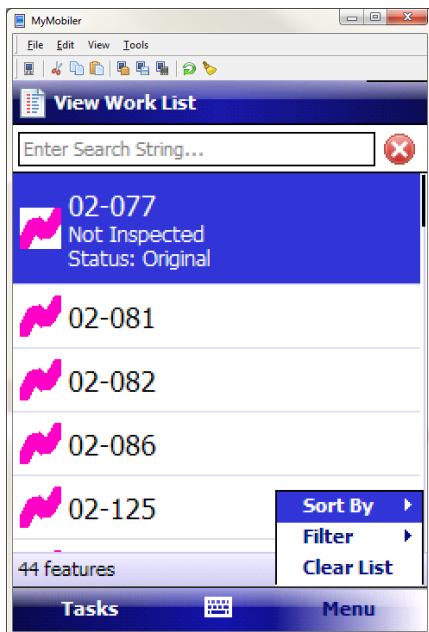 MyMobiler
File Edit View Tools
View Work List
Enter Search String...
02-077
Not Inspected
Status: Original
02-081
02-082
02-086
02-125
Sort By
Filter
Clear List
44 features
Tasks Menu